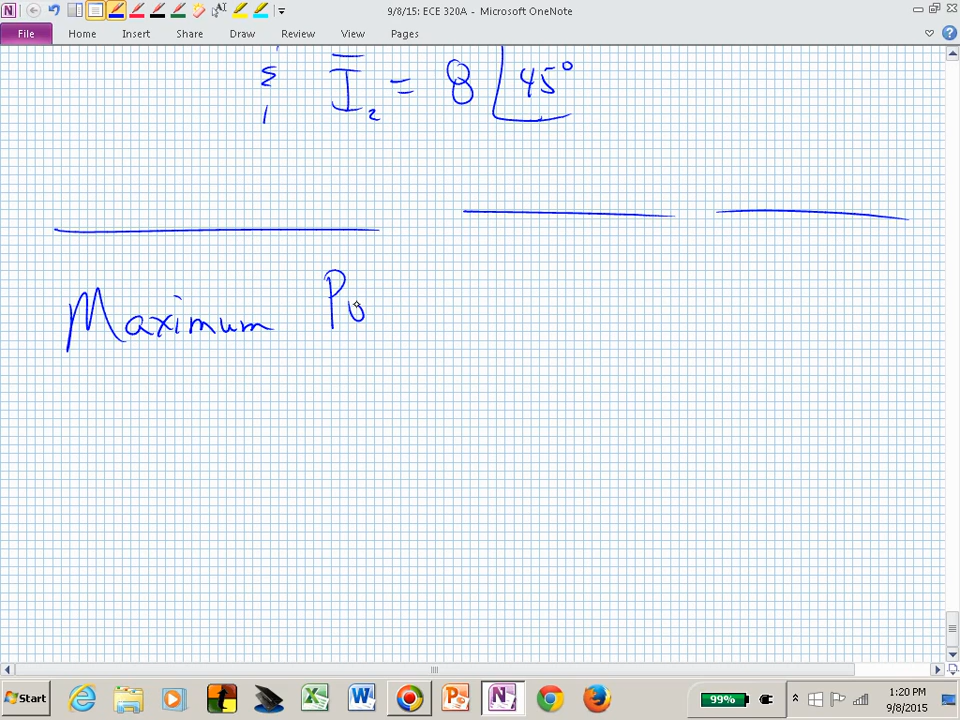 9/8/15: ECE 320A - Microsoft OneNote
File Home Insert Share Draw Review View Pages
I₂ = 8 45°
Maximum Po
99%
1:20 PM
9/8/2015
Start